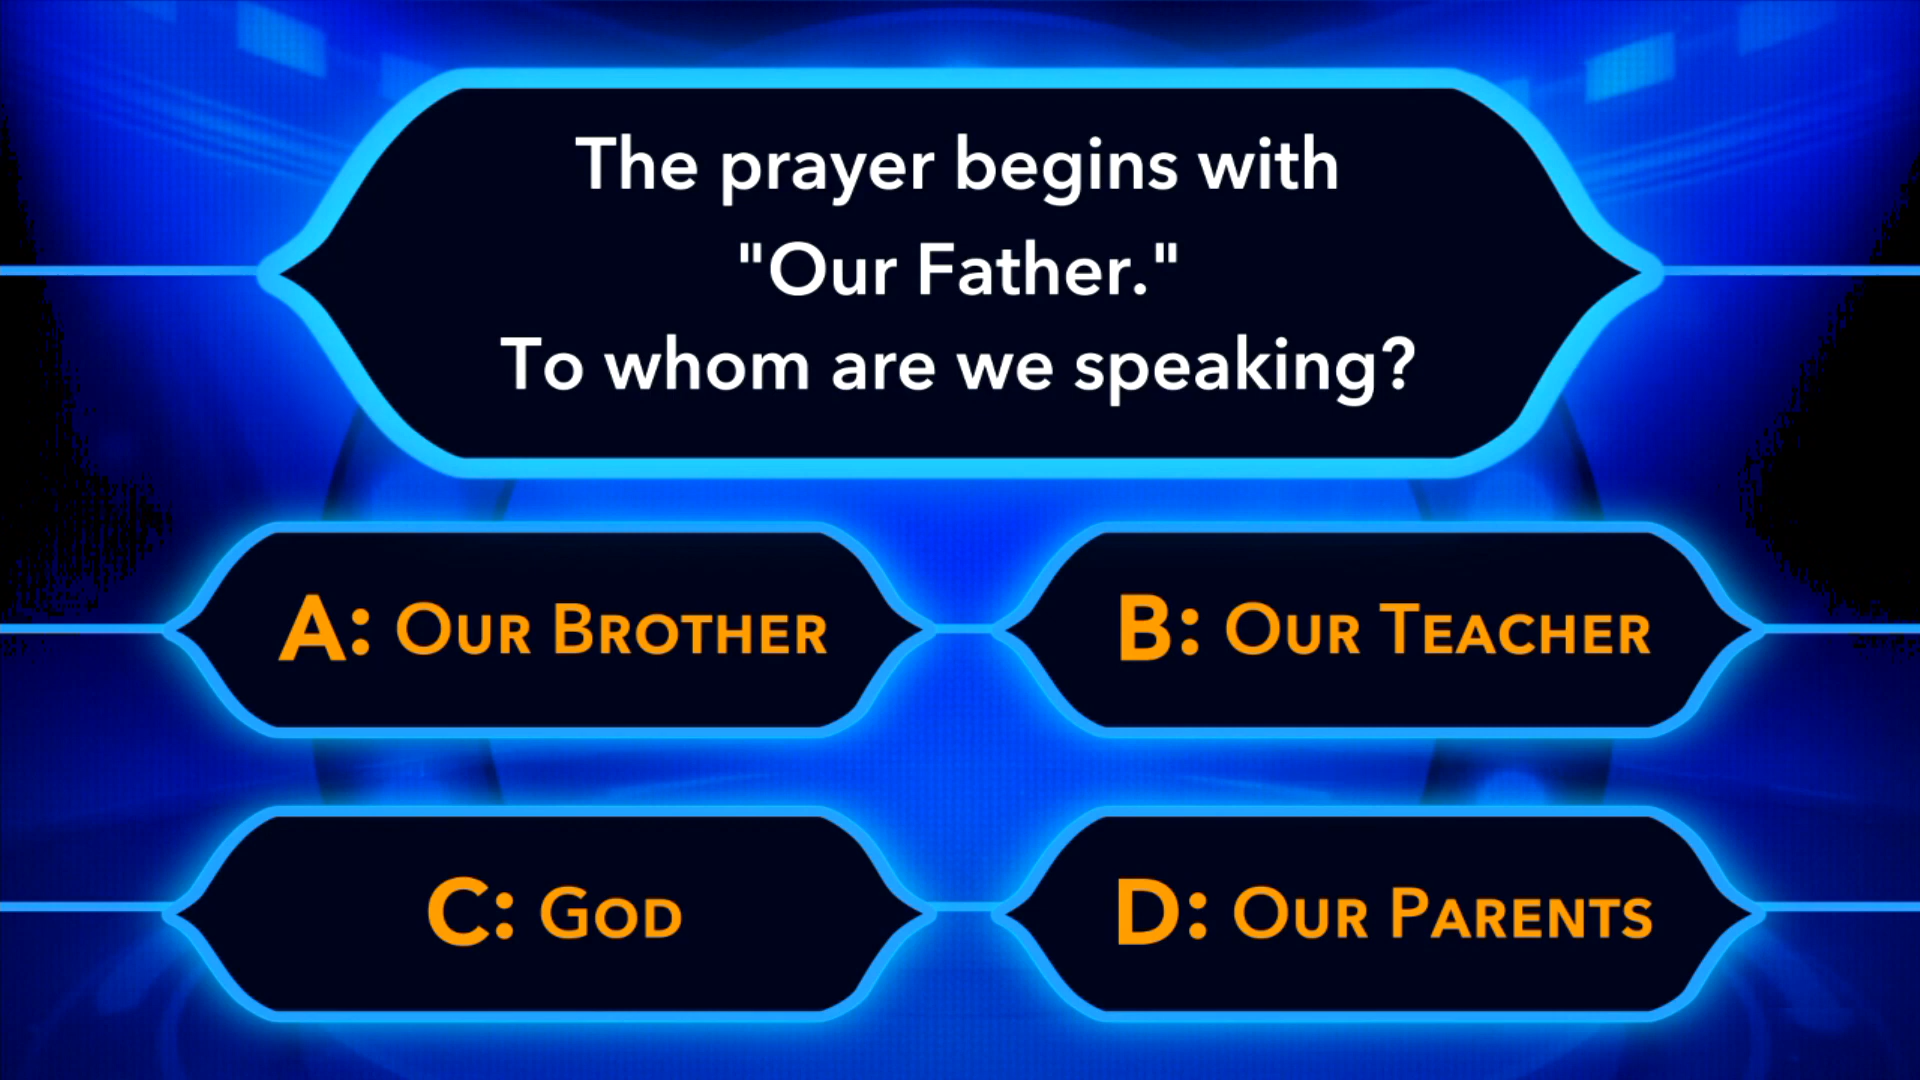 The prayer begins with
"Our Father."
To whom are we speaking?
A: Our Brother
B: Our Teacher
C: God
D: Our Parents